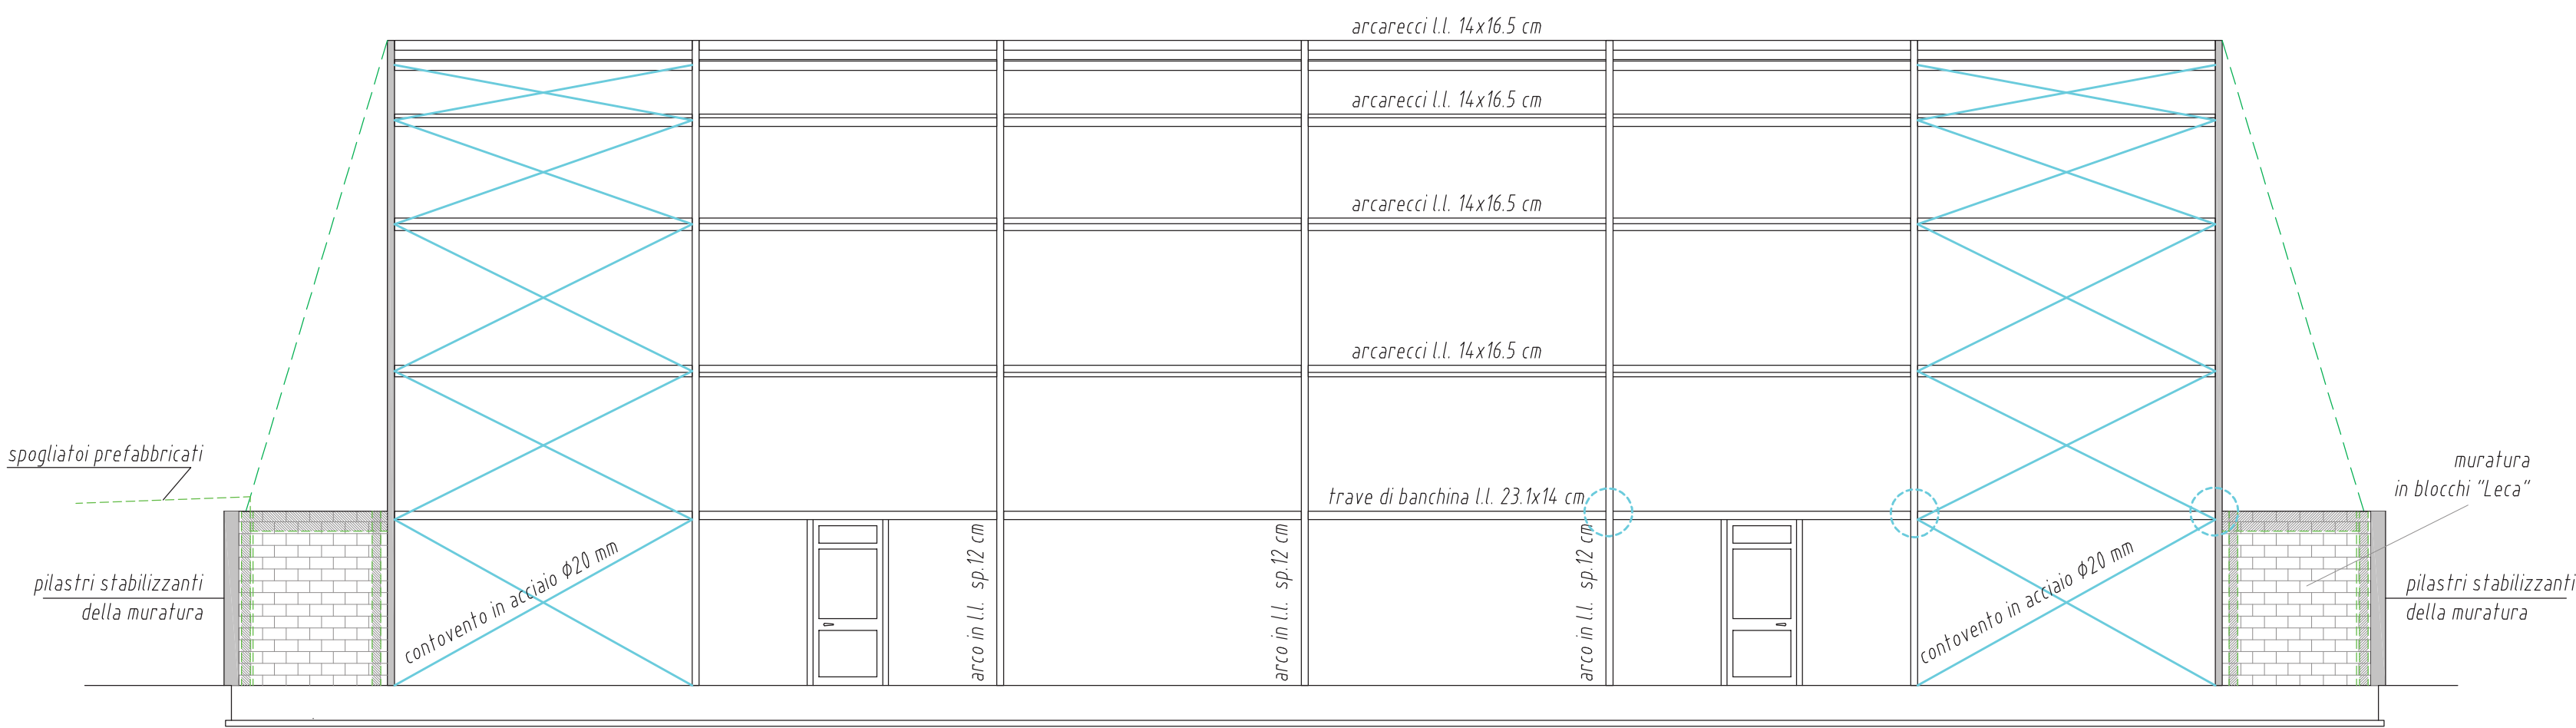 arcarecci l.l. 14x16.5 cm
arcarecci l.l. 14x16.5 cm
arcarecci l.l. 14x16.5 cm
arcarecci l.l. 14x16.5 cm
spogliatoi prefabbricati
muratura
in blocchi "Leca"
trave di banchina l.l. 23.1x14 cm
pilastri stabilizzanti
della muratura
contovento in acciaio ϕ20 mm
arco in l.l. sp.12 cm
arco in l.l. sp.12 cm
arco in l.l. sp.12 cm
contovento in acciaio ϕ20 mm
pilastri stabilizzanti
della muratura